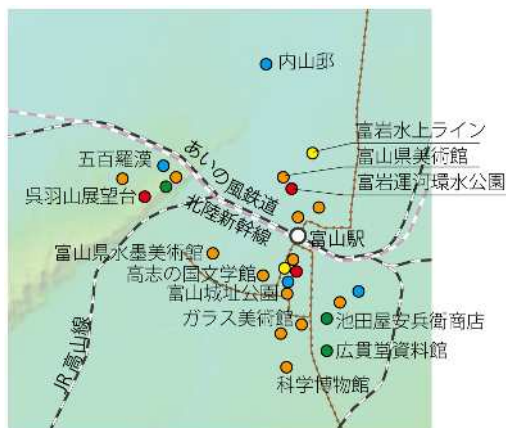 内山邸
富岩水上ライン
五百羅漢
あいの風鉄道
富山県美術館
富岩運河環水公園
呉羽山展望台
北陸新幹線
富山駅
富山県水墨美術館
高志の国文学館
富山城址公園
ガラス美術館
池田屋安兵衛商店
JR高山線
広貫堂資料館
科学博物館